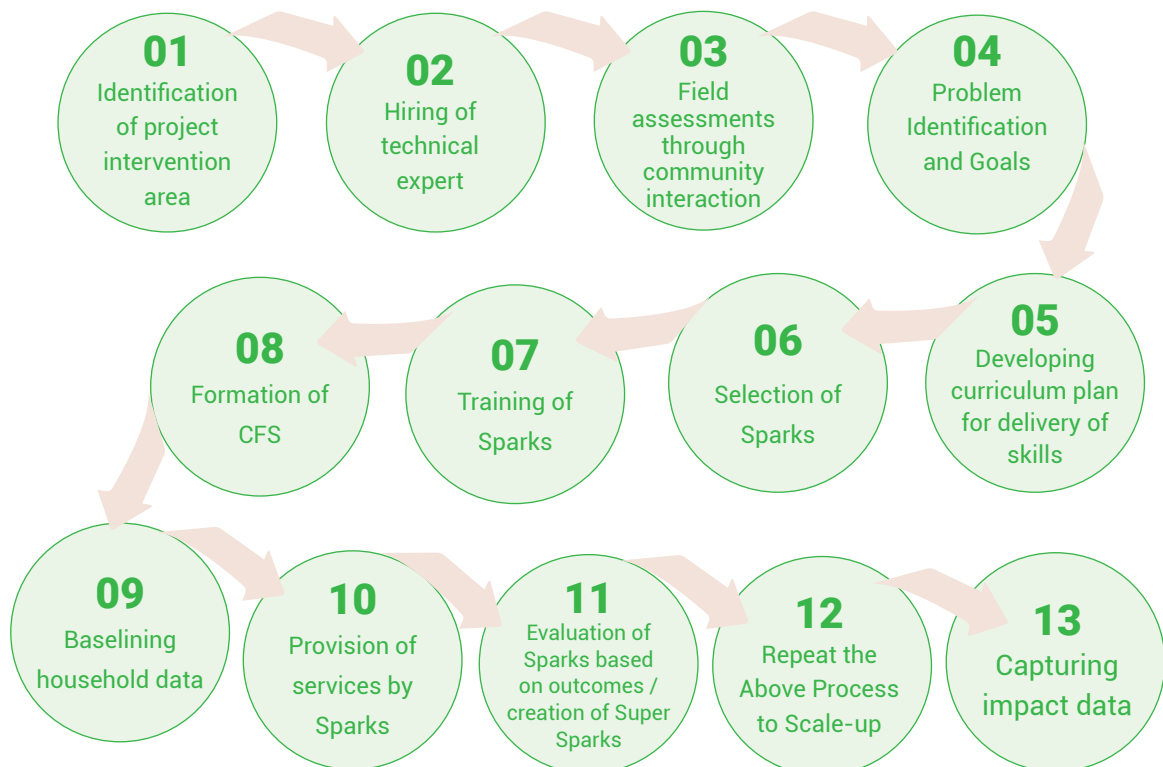 01
Identification
of project
intervention
area
02
Hiring of
technical
expert
03
Field
assessments
through
community
interaction
04
Problem
Identification
and Goals
05
Developing
curriculum plan
for delivery of
skills
06
Selection of
Sparks
07
Training of
Sparks
08
Formation of
CFS
09
Baselining
household data
10
Provision of
services by
Sparks
11
Evaluation of
Sparks based
on outcomes /
creation of Super
Sparks
12
Repeat the
Above Process
to Scale-up
13
Capturing
impact data